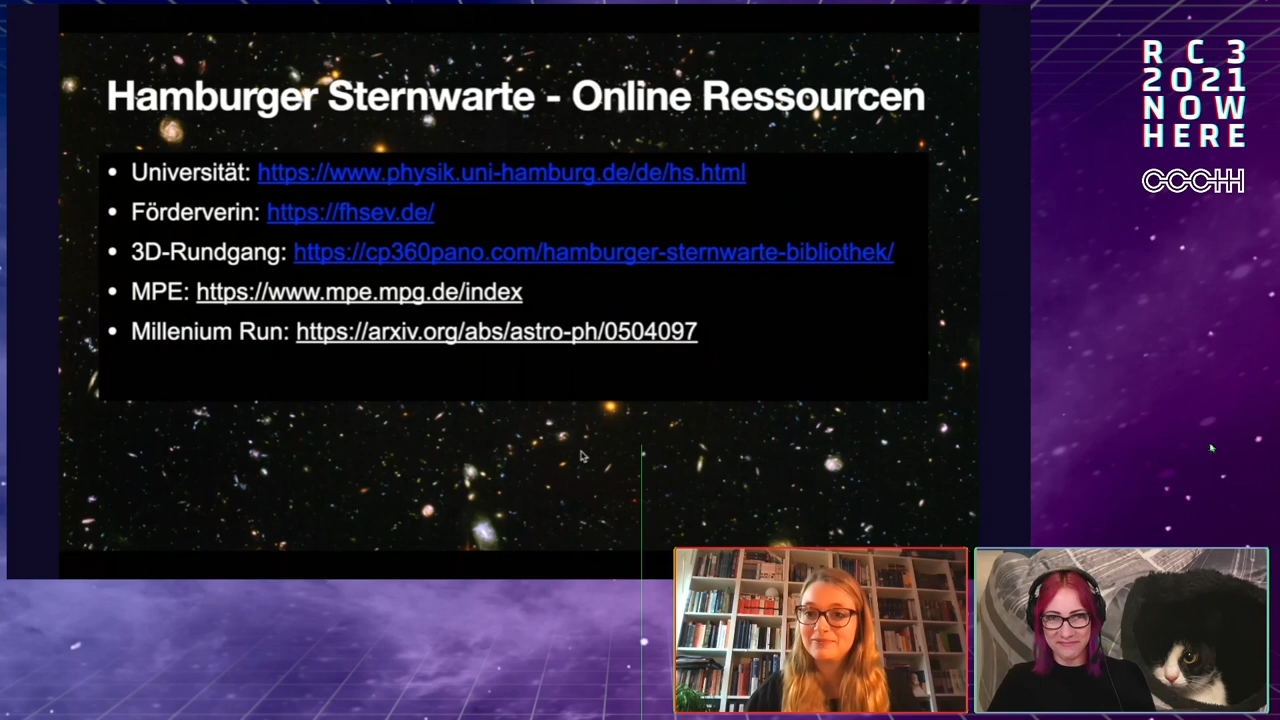 Hamburger Sternwarte - Online Ressourcen
• Universität: https://www.physik.uni-hamburg.de/de/hs.html
• Förderverin: https://fhsev.de/
• 3D-Rundgang: https://cp360pano.com/hamburger-sternwarte-bibliothek/
• MPE: https://www.mpe.mpg.de/index
• Millenium Run: https://arxiv.org/abs/astro-ph/0504097
R C 3
2021
NOW
HERE
CCCHH